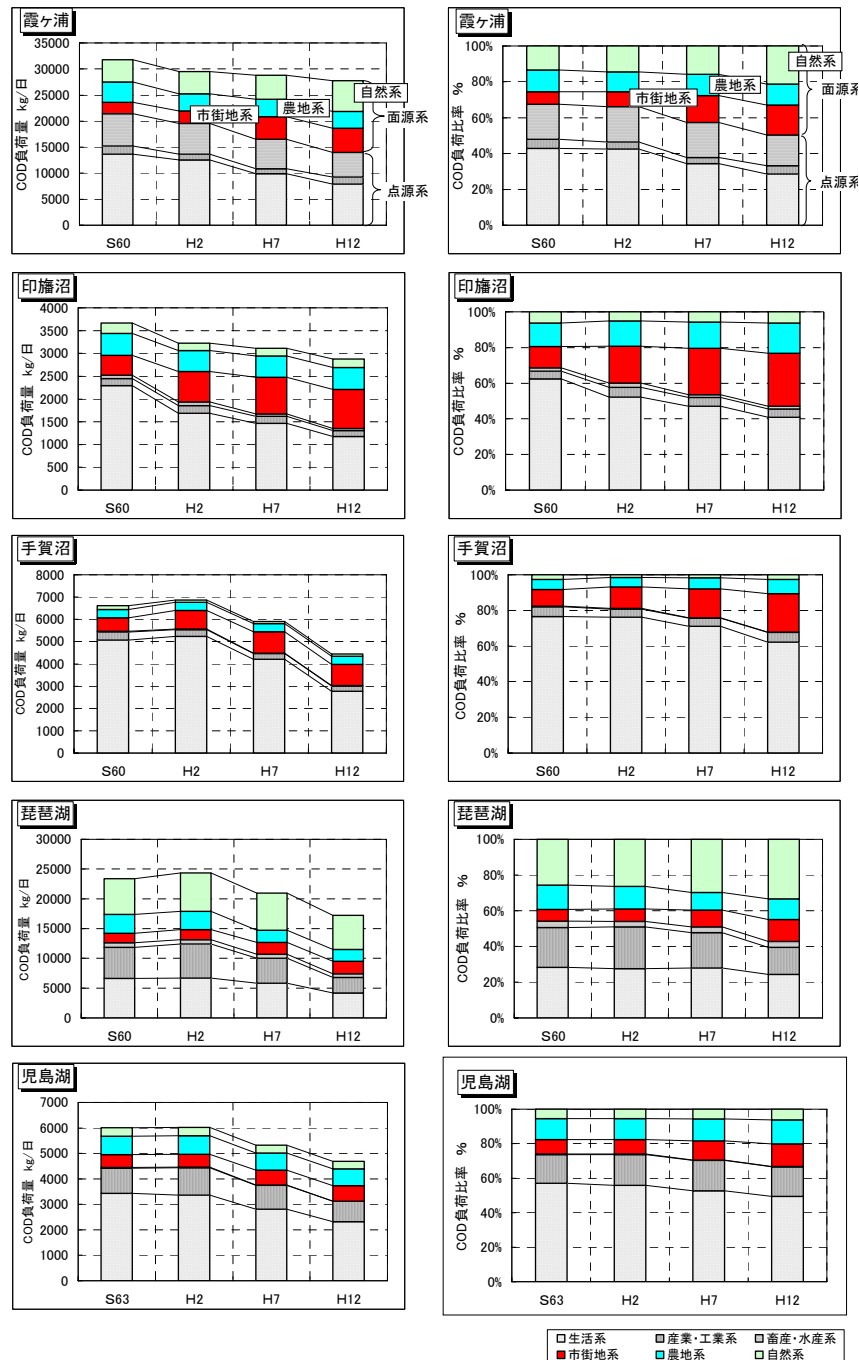 霞ヶ浦
COD負荷量 kg/日
35000
30000
25000
20000
15000
10000
5000
0
S60 H2 H7 H12
市街地系
農地系
自然系
面源系
点源系
霞ヶ浦
COD負荷比率 %
100%
80%
60%
40%
20%
0%
S60 H2 H7 H12
市街地系
農地系
自然系
面源系
点源系
印旛沼
COD負荷量 kg/日
4000
3500
3000
2500
2000
1500
1000
500
0
S60 H2 H7 H12
印旛沼
COD負荷比率 %
100%
80%
60%
40%
20%
0%
S60 H2 H7 H12
手賀沼
COD負荷量 kg/日
8000
7000
6000
5000
4000
3000
2000
1000
0
S60 H2 H7 H12
手賀沼
COD負荷比率 %
100%
80%
60%
40%
20%
0%
S60 H2 H7 H12
琵琶湖
COD負荷量 kg/日
30000
25000
20000
15000
10000
5000
0
S60 H2 H7 H12
琵琶湖
COD負荷比率 %
100%
80%
60%
40%
20%
0%
S60 H2 H7 H12
児島湖
COD負荷量 kg/日
7000
6000
5000
4000
3000
2000
1000
0
S63 H2 H7 H12
児島湖
COD負荷比率 %
100%
80%
60%
40%
20%
0%
S63 H2 H7 H12
生活系 産業・工業系 畜産・水産系
市街地系 農地系 自然系